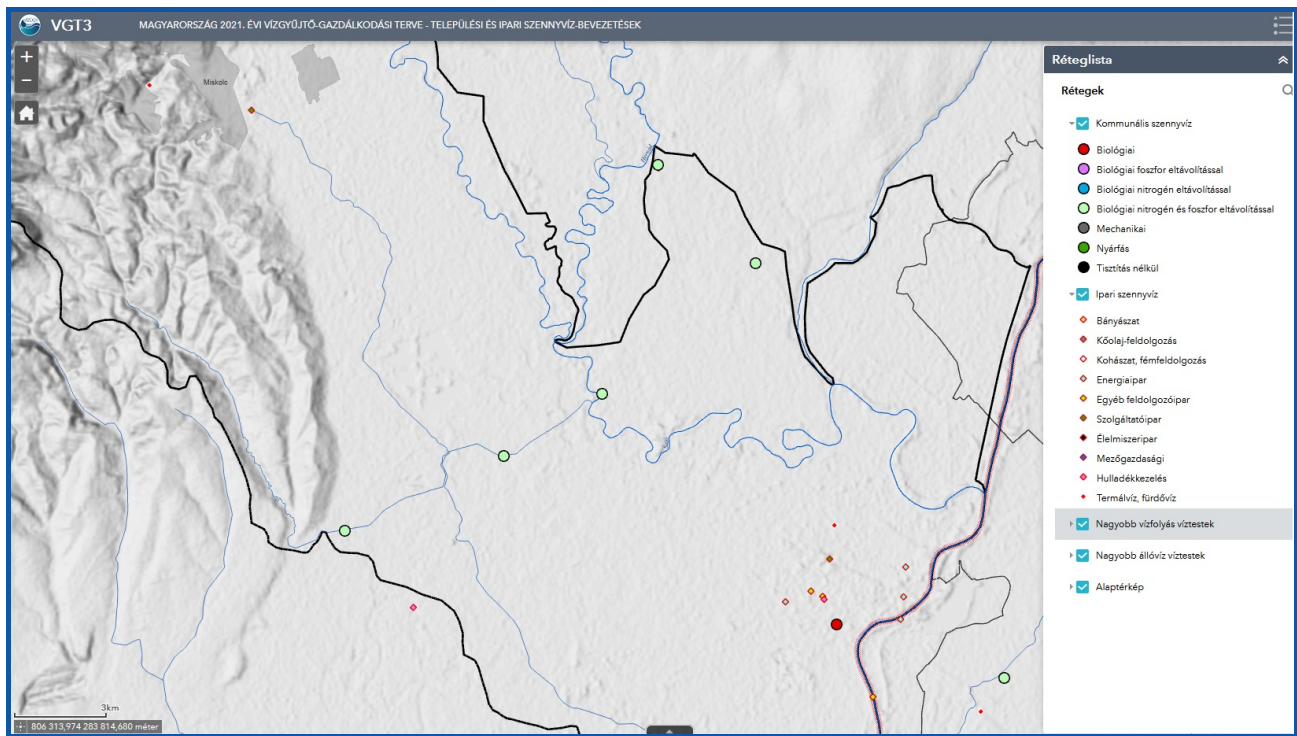 VGT3
MAGYARORSZÁG 2021. ÉVI VÍZGYŰJTŐ-GAZDÁLKODÁSI TERVE - TELEPÜLÉSI ÉS IPARI SZENNYVÍZ-BEVEZETÉSEK
+
−
Miskolc
3km
806 313,974 283 814,680 méter
Réteglista
Rétegek
Kommunális szennyvíz
Biológiai
Biológiai foszfor eltávolítással
Biológiai nitrogén eltávolítással
Biológiai nitrogén és foszfor eltávolítással
Mechanikai
Nyárfás
Tisztítás nélkül
Ipari szennyvíz
Bányászat
Kőolaj-feldolgozás
Kohászat, fémfeldolgozás
Energiaipar
Egyéb feldolgozóipar
Szolgáltatóipar
Élelmiszeripar
Mezőgazdasági
Hulladékkezelés
Termálvíz, fürdővíz
Nagyobb vízfolyás víztestek
Nagyobb állóvíz víztestek
Alaptérkép